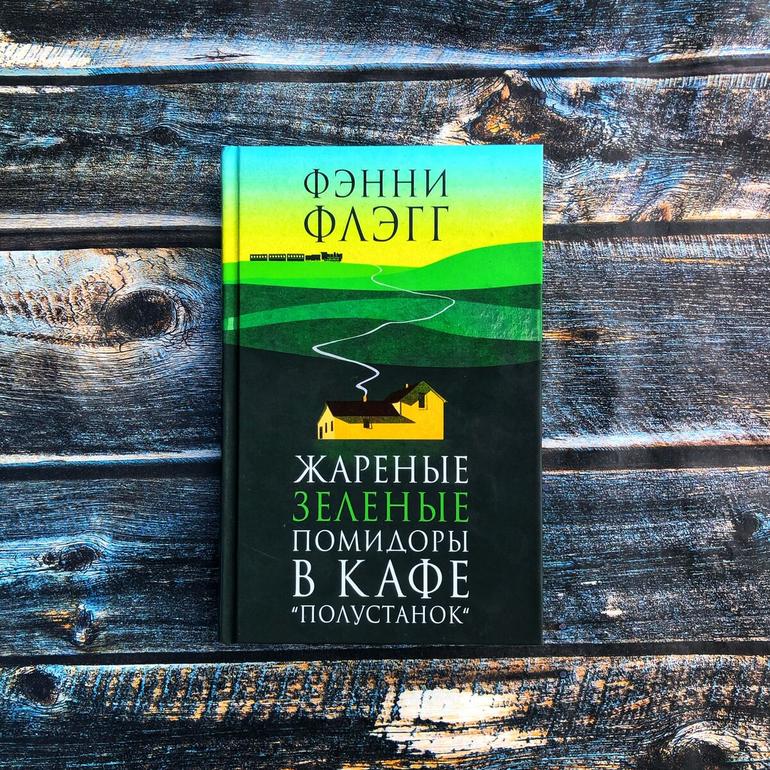 ФЭННИ
ФЛЭГГ
ЖАРЕНЫЕ
ЗЕЛЕНЫЕ
ПОМИДОРЫ
В КАФЕ
"ПОЛУСТАНОК"